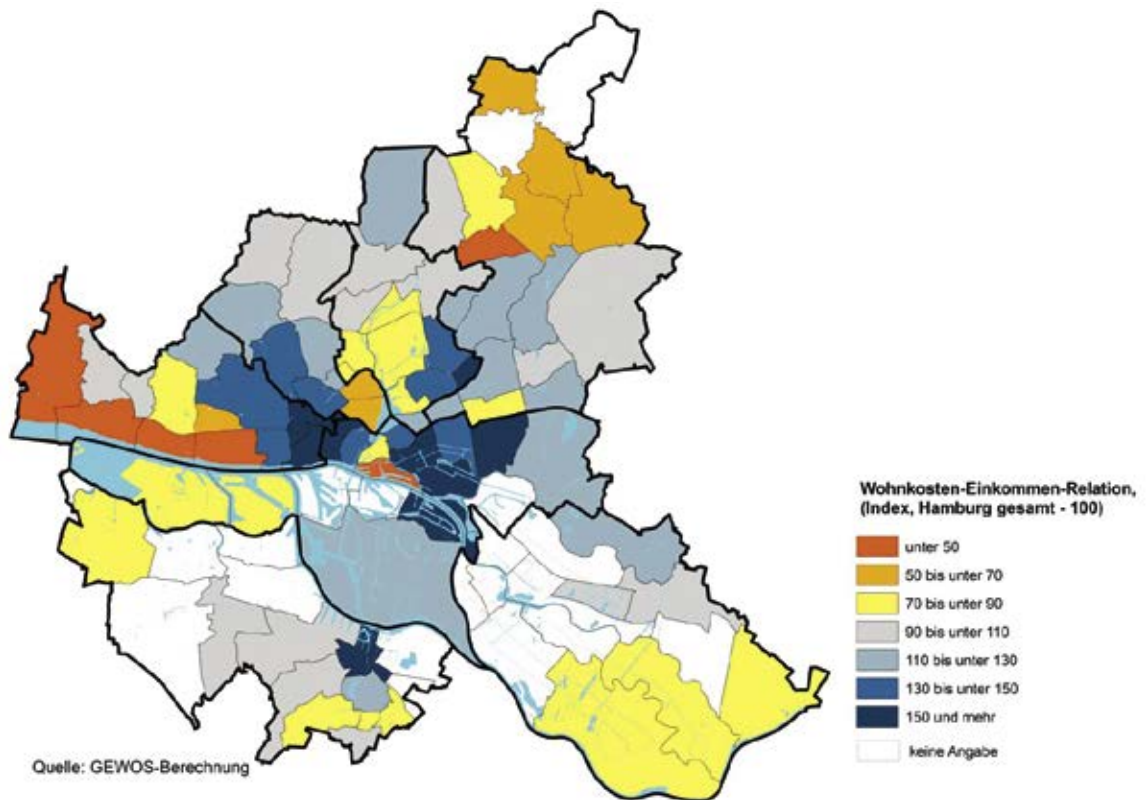 Wohnkosten-Einkommen-Relation,
(Index, Hamburg gesamt - 100)
unter 50
50 bis unter 70
70 bis unter 90
90 bis unter 110
110 bis unter 130
130 bis unter 150
150 und mehr
keine Angabe
Quelle: GEWOS-Berechnung